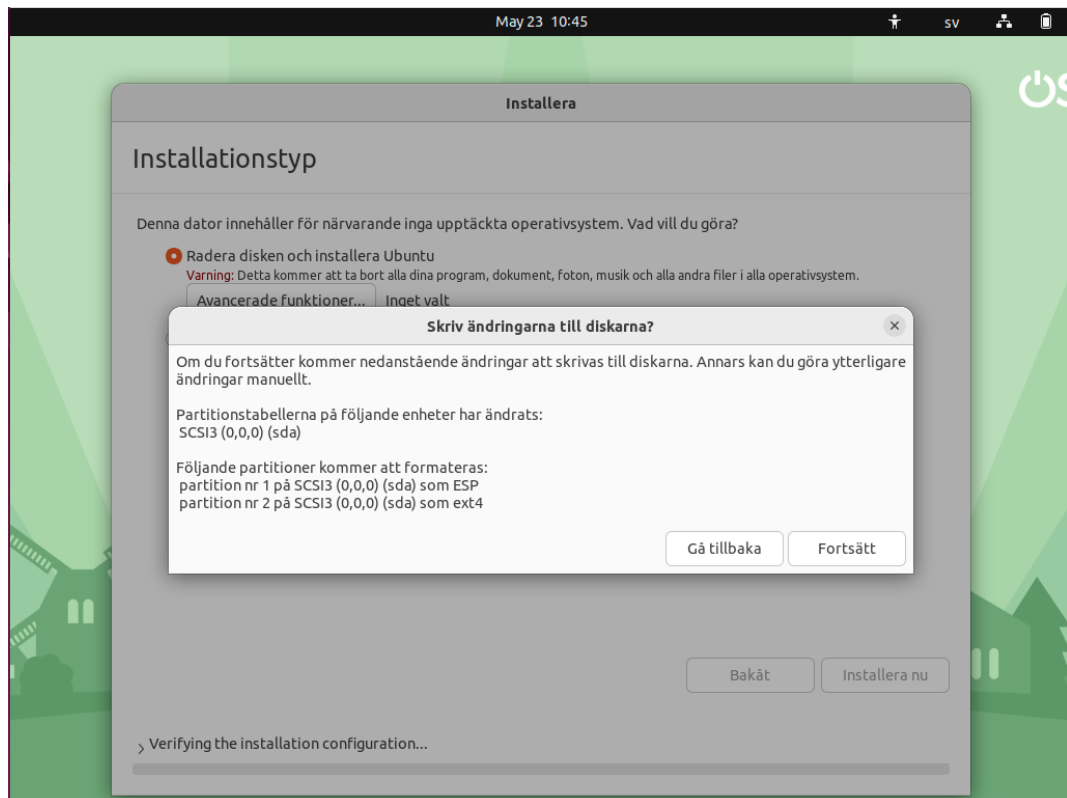 May 23 10:45
sv
Installera
Installationstyp
Denna dator innehåller för närvarande inga upptäckta operativsystem. Vad vill du göra?
Radera disken och installera Ubuntu
Varning: Detta kommer att ta bort alla dina program, dokument, foton, musik och alla andra filer i alla operativsystem.
Avancerade funktioner... Inget valt
Skriv ändringarna till diskarna?
Om du fortsätter kommer nedanstående ändringar att skrivas till diskarna. Annars kan du göra ytterligare
ändringar manuellt.
Partitionstabellerna på följande enheter har ändrats:
SCSI3 (0,0,0) (sda)
Följande partitioner kommer att formateras:
partition nr 1 på SCSI3 (0,0,0) (sda) som ESP
partition nr 2 på SCSI3 (0,0,0) (sda) som ext4
Gå tillbaka Fortsätt
Bakåt Installera nu
Verifying the installation configuration...